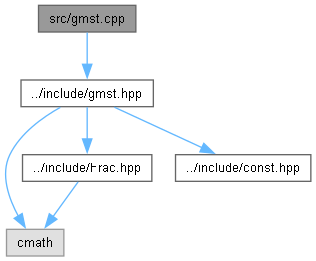 src/gmst.cpp
../include/gmst.hpp
../include/Frac.hpp
../include/const.hpp
cmath